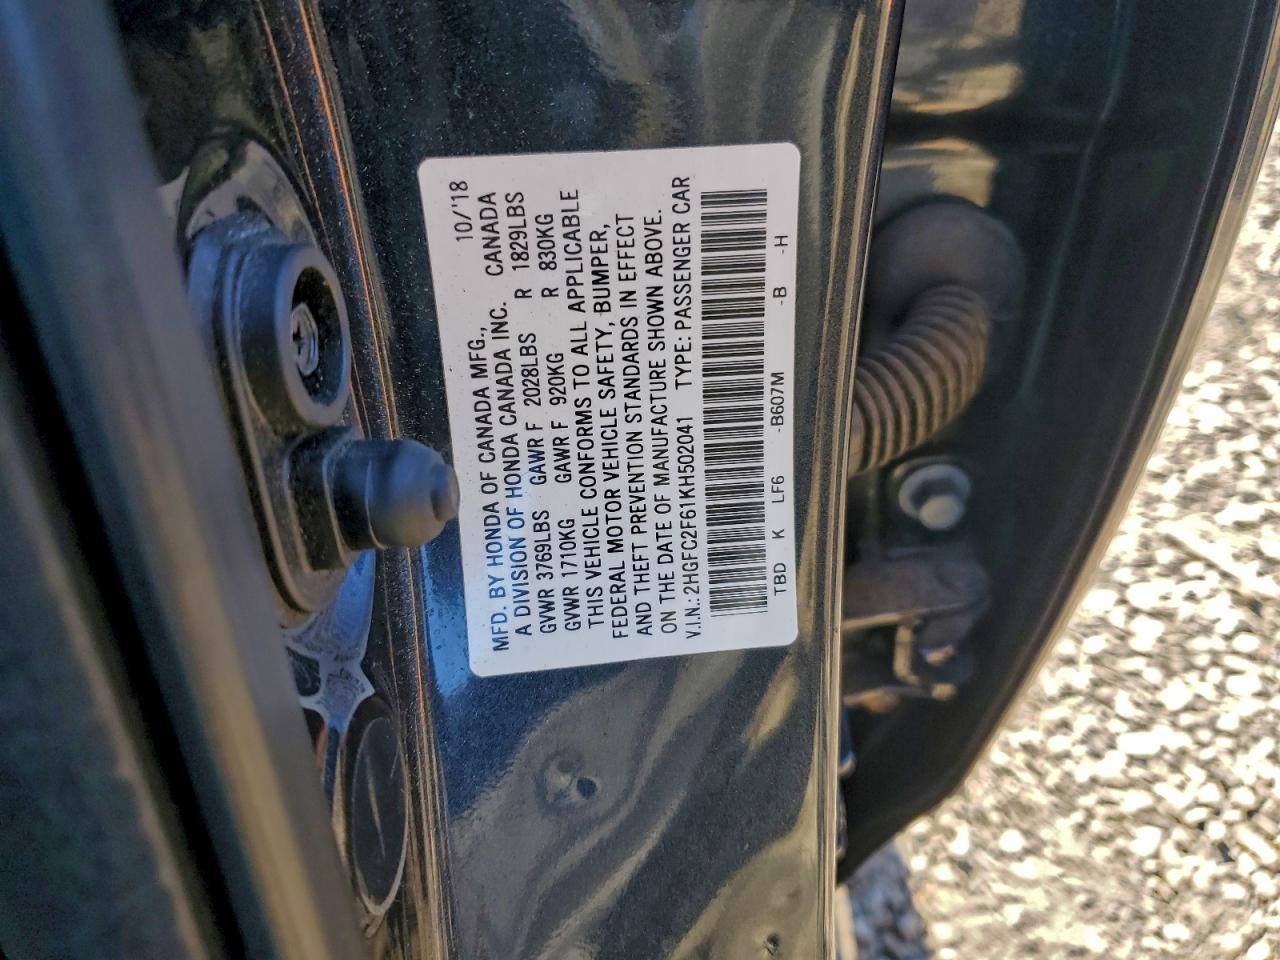 MFD. BY HONDA OF CANADA MFG., 10/'18
A DIVISION OF HONDA CANADA INC. CANADA
GVWR 3769LBS GAWR F 2028LBS R 1829LBS
GVWR 1710KG GAWR F 920KG R 830KG
THIS VEHICLE CONFORMS TO ALL APPLICABLE
FEDERAL MOTOR VEHICLE SAFETY, BUMPER,
AND THEFT PREVENTION STANDARDS IN EFFECT
ON THE DATE OF MANUFACTURE SHOWN ABOVE.
V.I.N.: 2HGFC2F61KH502041 TYPE: PASSENGER CAR
TBD K LF6 -B607M -B -H